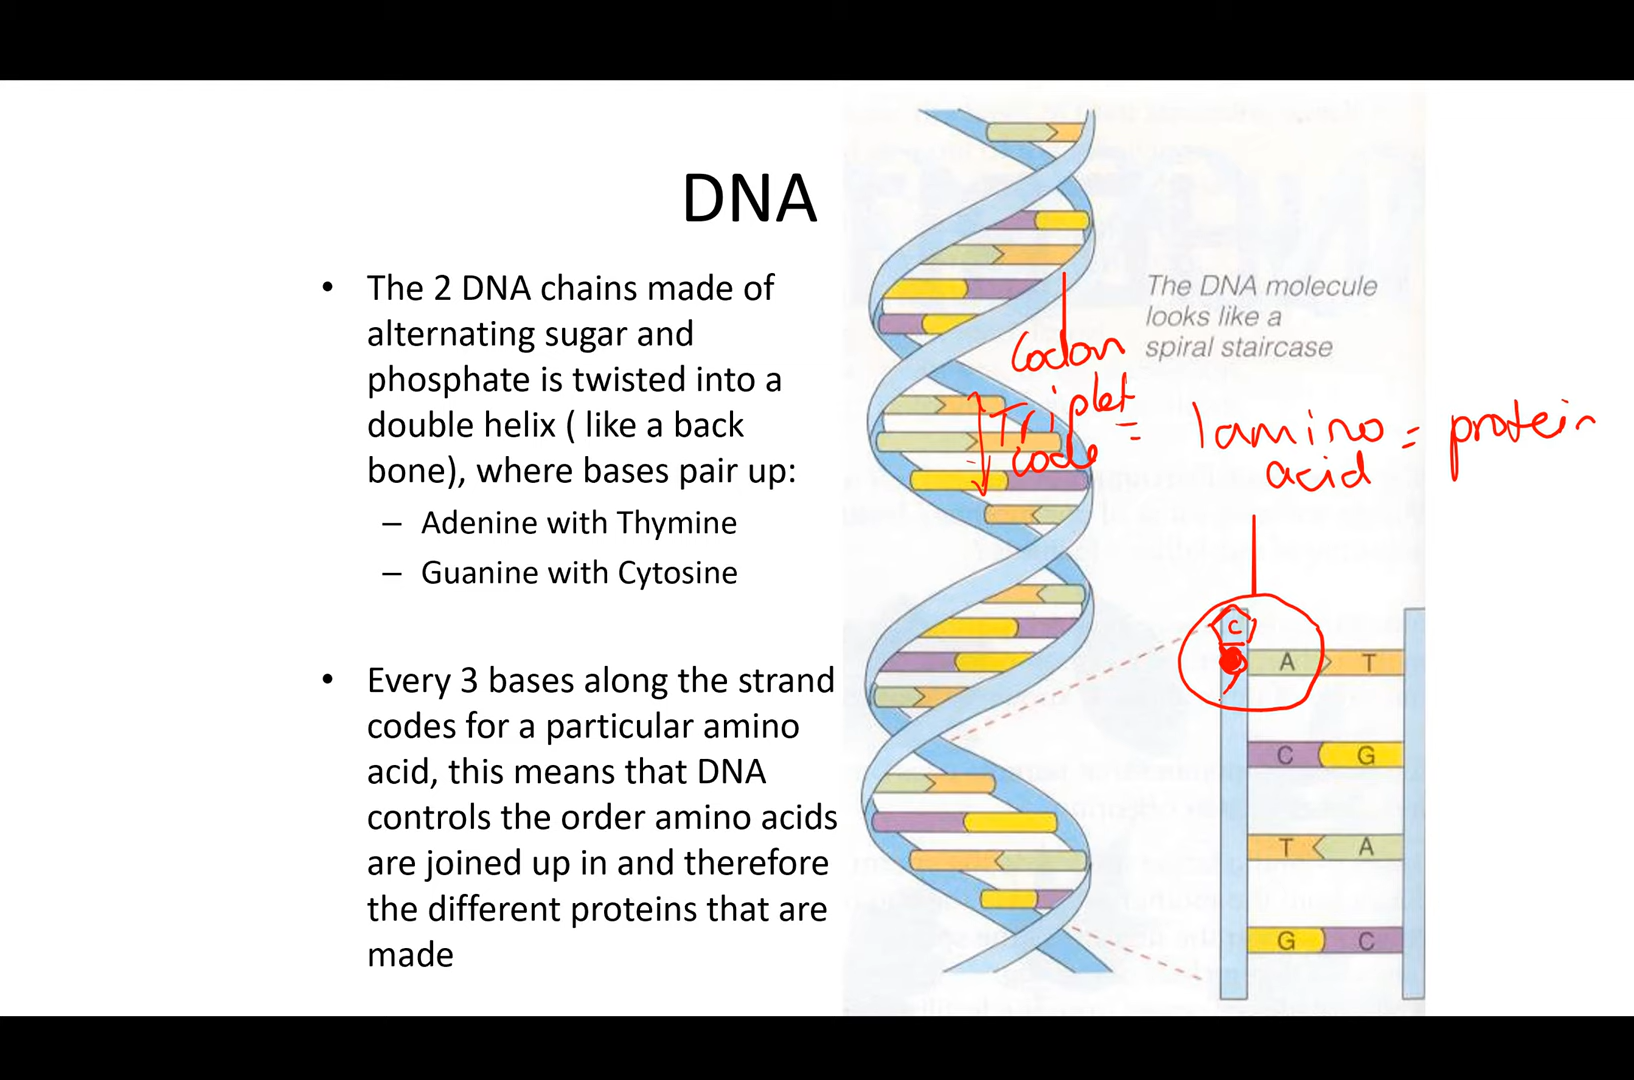 DNA
• The 2 DNA chains made of
alternating sugar and
phosphate is twisted into a
double helix ( like a back
bone), where bases pair up:
– Adenine with Thymine
– Guanine with Cytosine
• Every 3 bases along the strand
codes for a particular amino
acid, this means that DNA
controls the order amino acids
are joined up in and therefore
the different proteins that are
made
The DNA molecule
looks like a
spiral staircase
Codon
Triplet
code
= 1 amino = protein
acid
C
A T
C G
T A
G C